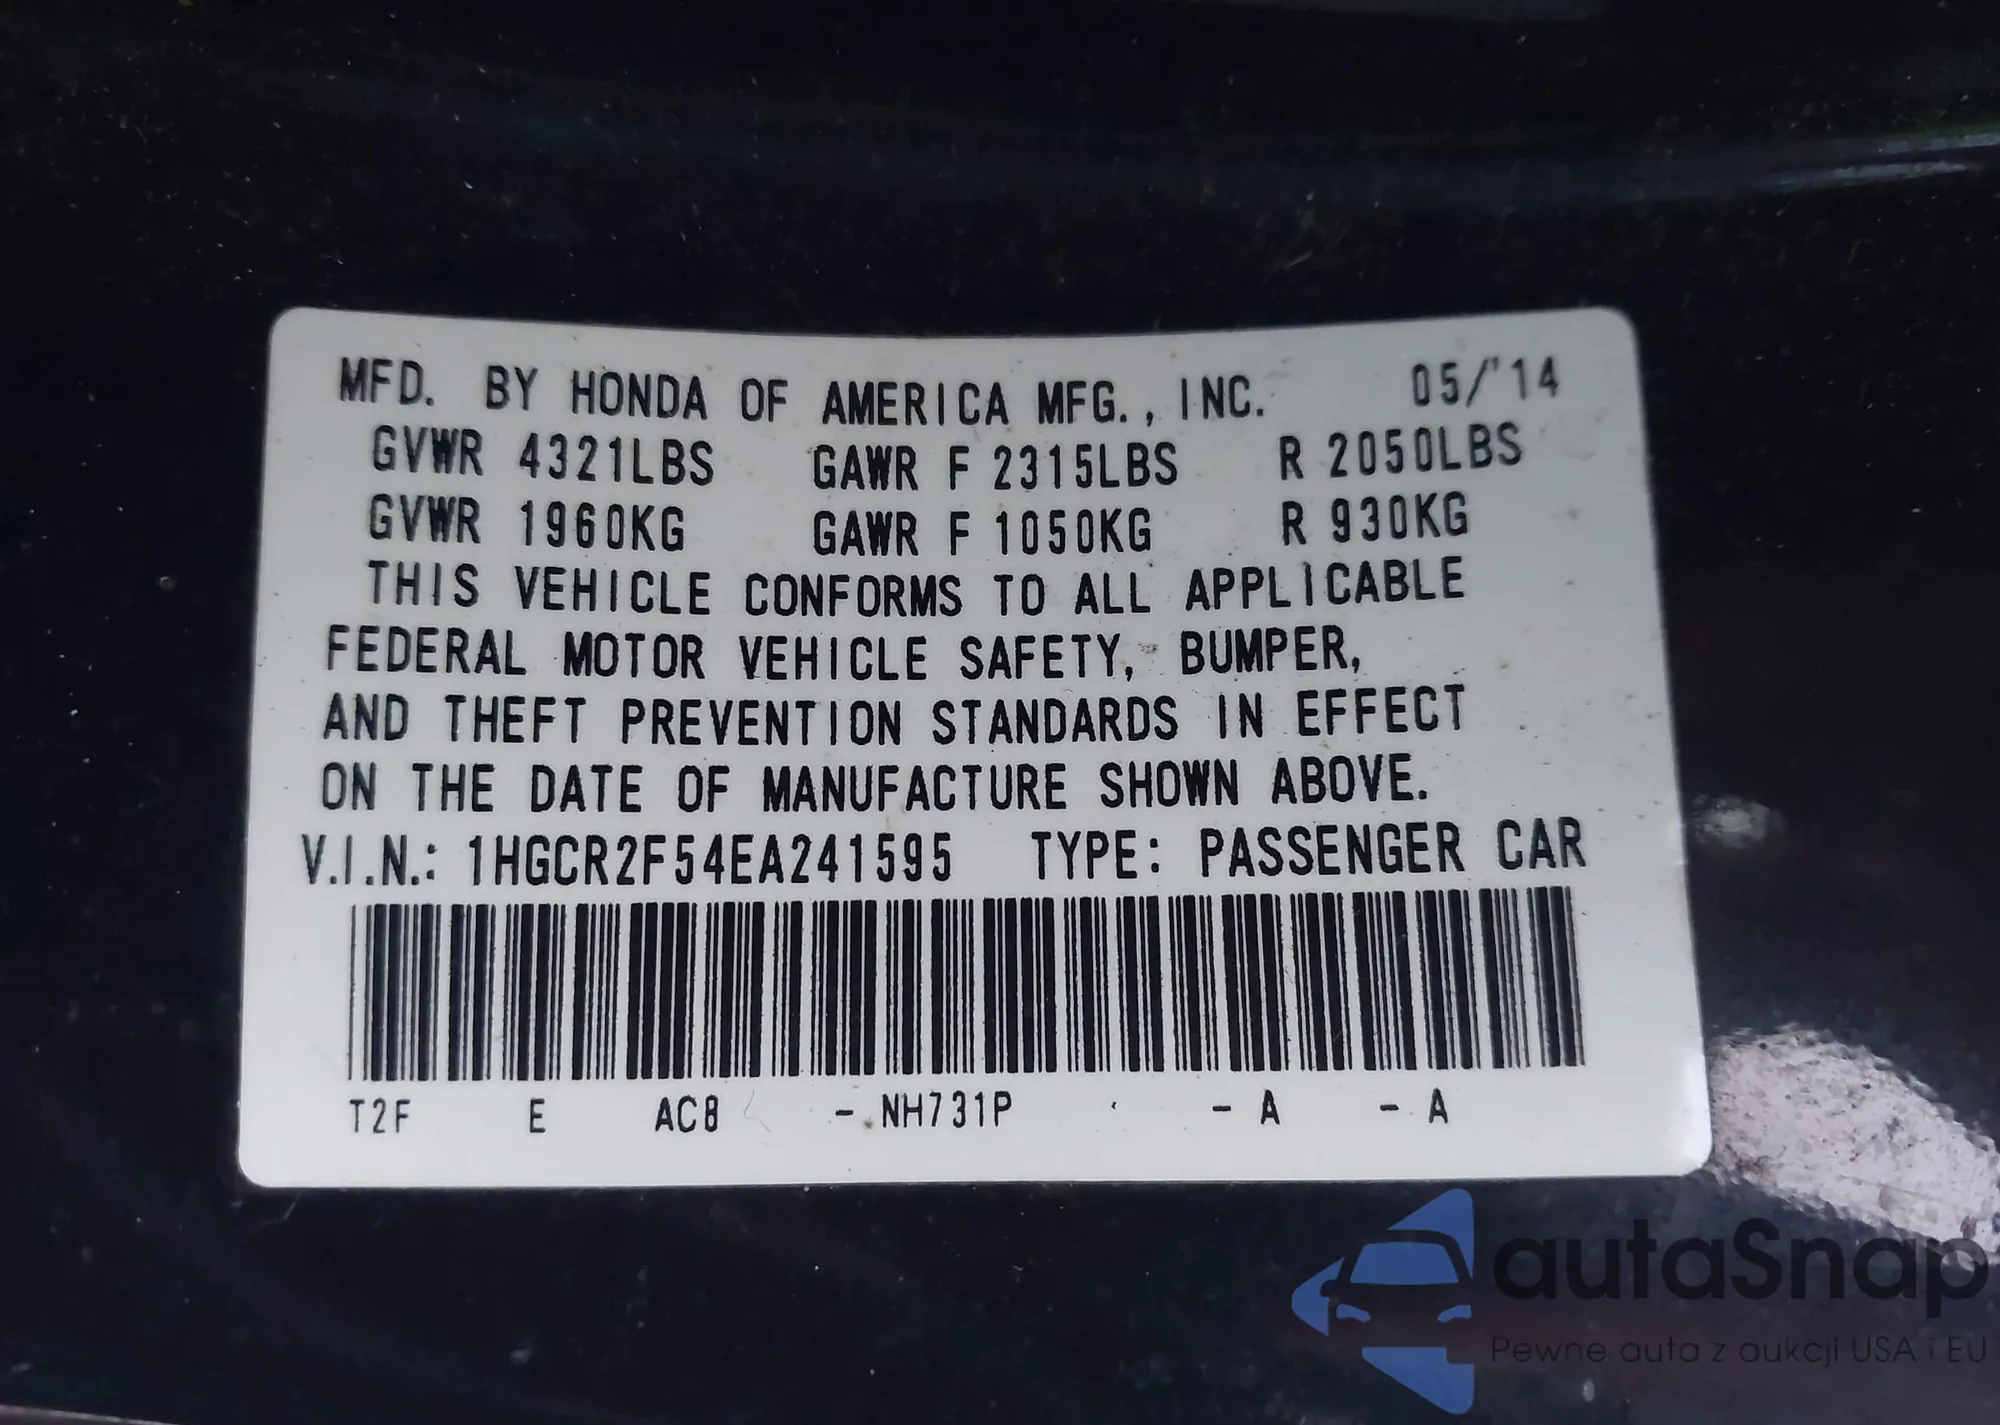 MFD. BY HONDA OF AMERICA MFG., INC. 05/'14
GVWR 4321LBS GAWR F 2315LBS R 2050LBS
GVWR 1960KG GAWR F 1050KG R 930KG
THIS VEHICLE CONFORMS TO ALL APPLICABLE
FEDERAL MOTOR VEHICLE SAFETY, BUMPER,
AND THEFT PREVENTION STANDARDS IN EFFECT
ON THE DATE OF MANUFACTURE SHOWN ABOVE.
V.I.N.: 1HGCR2F54EA241595 TYPE: PASSENGER CAR
T2F E AC8 - NH731P - A - A
autaSnap
Pewne auta z aukcji USA i EU